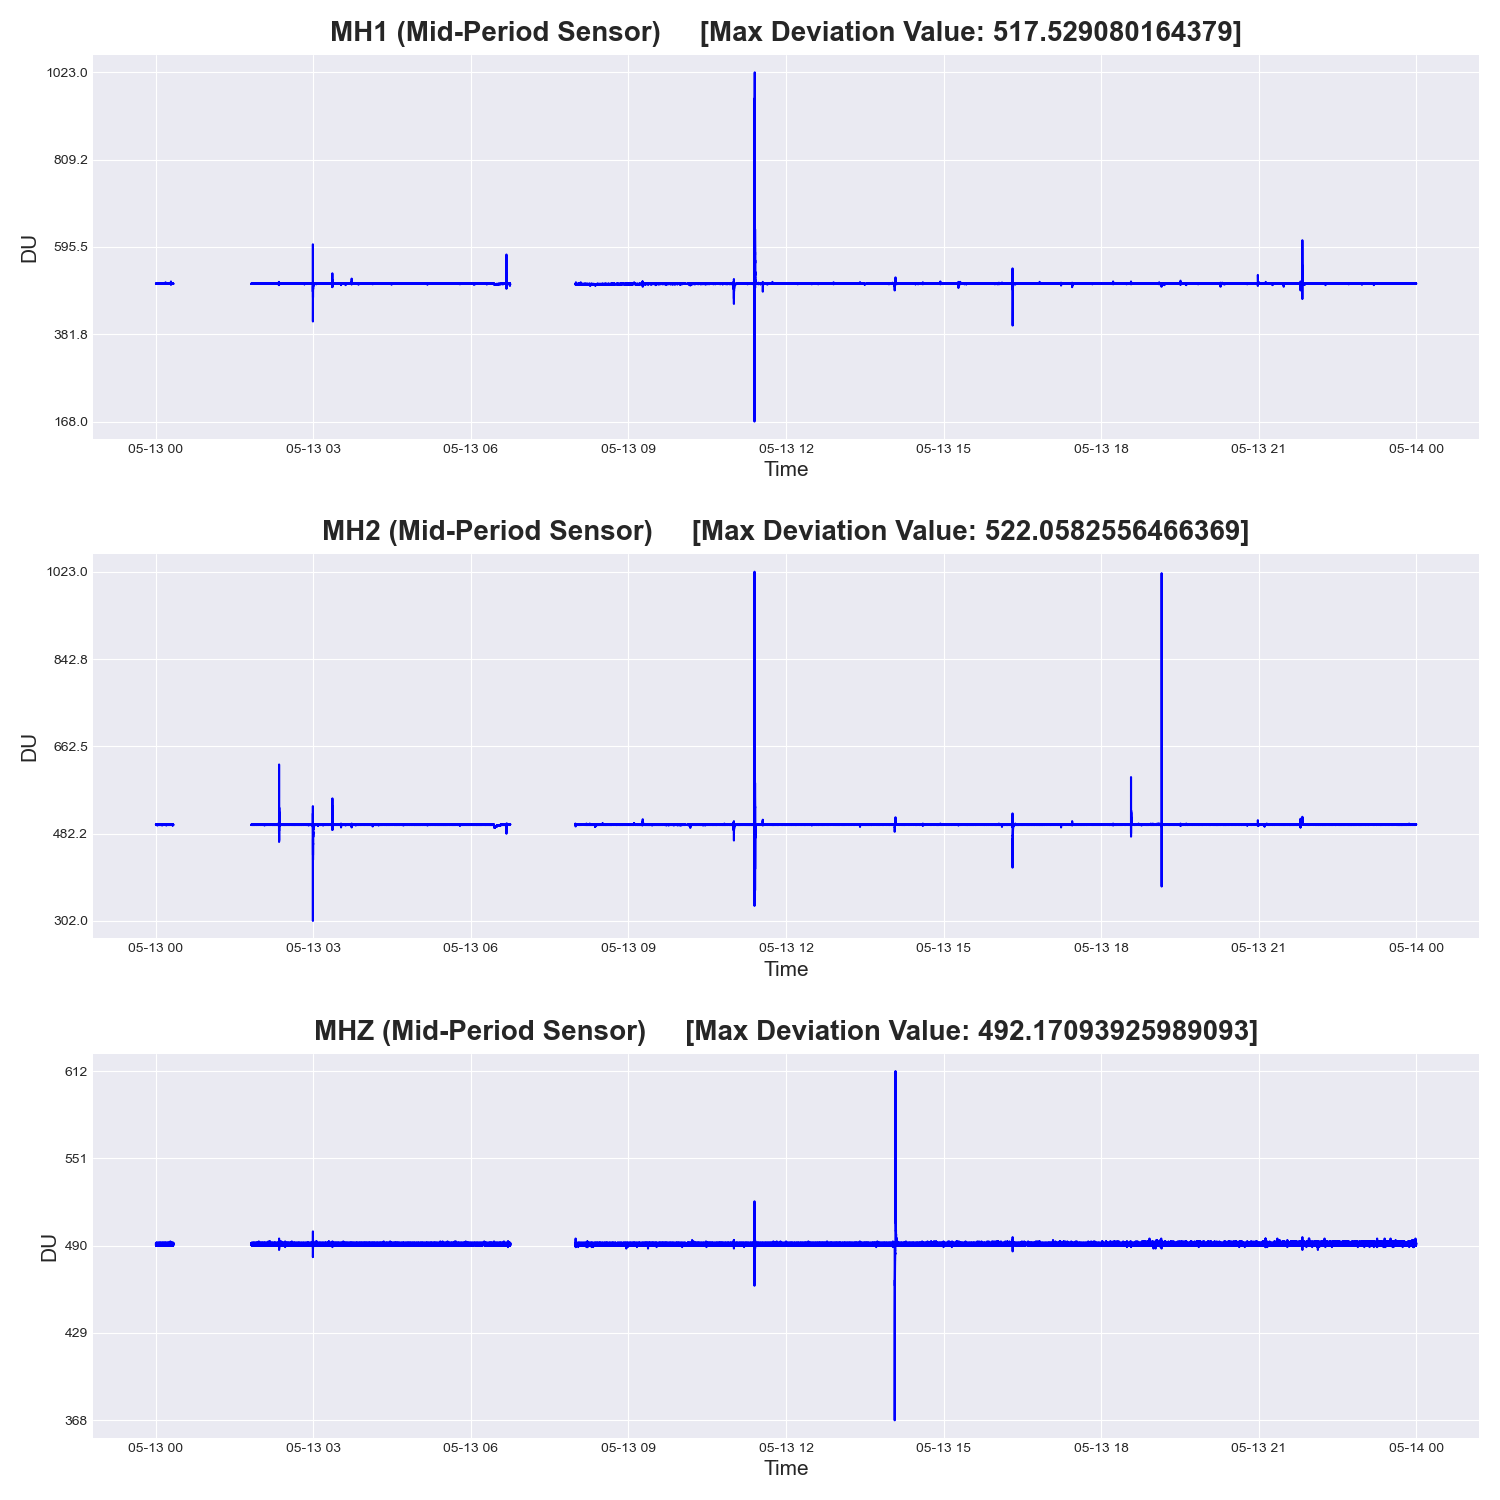 MH1 (Mid-Period Sensor) [Max Deviation Value: 517.529080164379]
1023.0
809.2
595.5
381.8
168.0
DU
05-13 00 05-13 03 05-13 06 05-13 09 05-13 12 05-13 15 05-13 18 05-13 21 05-14 00
Time
MH2 (Mid-Period Sensor) [Max Deviation Value: 522.0582556466369]
1023.0
842.8
662.5
482.2
302.0
DU
05-13 00 05-13 03 05-13 06 05-13 09 05-13 12 05-13 15 05-13 18 05-13 21 05-14 00
Time
MHZ (Mid-Period Sensor) [Max Deviation Value: 492.17093925989093]
612
551
490
429
368
DU
05-13 00 05-13 03 05-13 06 05-13 09 05-13 12 05-13 15 05-13 18 05-13 21 05-14 00
Time